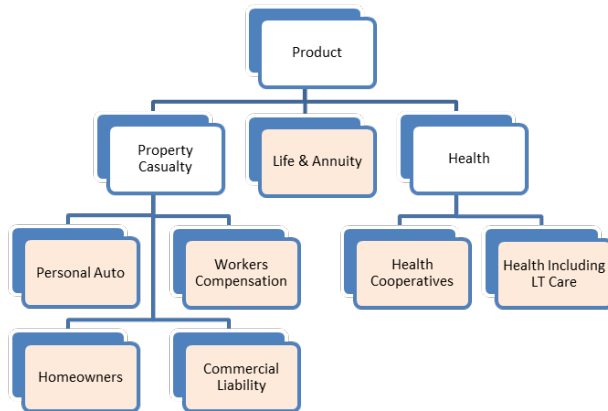 Product
Property
Casualty
Life & Annuity
Health
Personal Auto
Workers
Compensation
Health
Cooperatives
Health Including
LT Care
Homeowners
Commercial
Liability